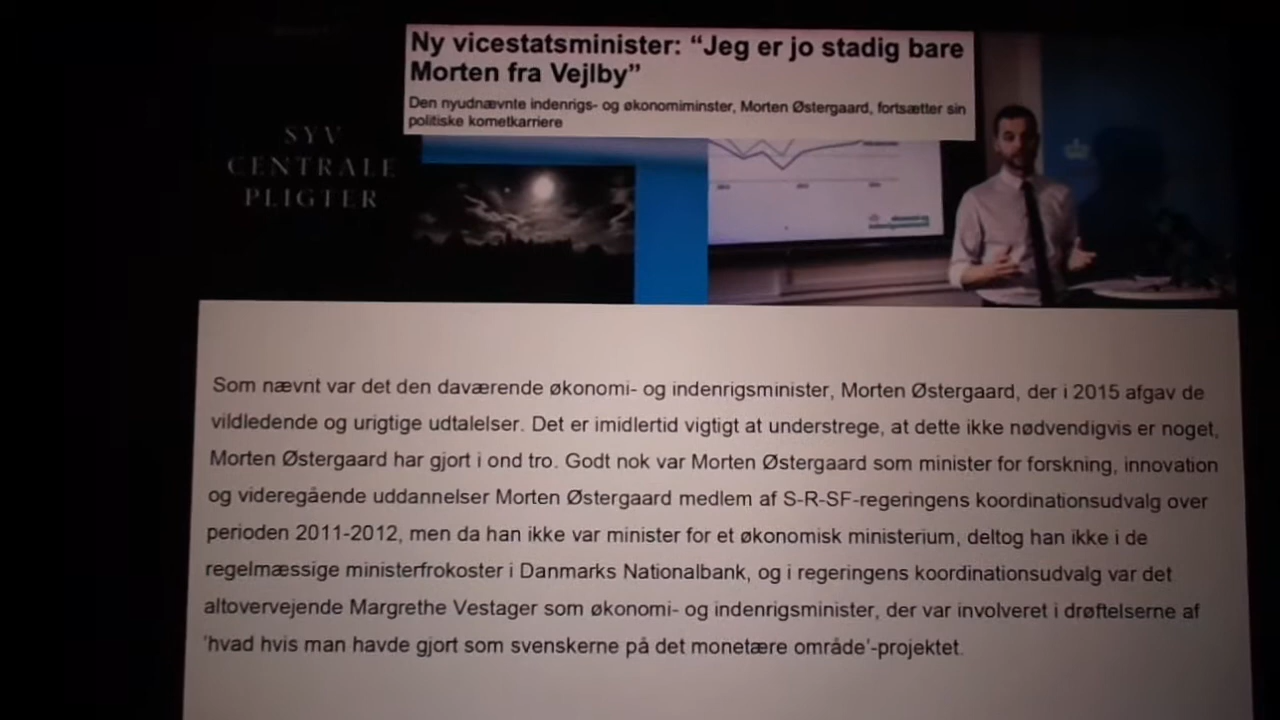 Ny vicestatsminister: “Jeg er jo stadig bare
Morten fra Vejlby”
Den nyudnævnte indenrigs- og økonomiminster, Morten Østergaard, fortsætter sin
politiske kometkarriere
SYV
CENTRALE
PLIGTER
Som nævnt var det den daværende økonomi- og indenrigsminister, Morten Østergaard, der i 2015 afgav de
vildledende og urigtige udtalelser. Det er imidlertid vigtigt at understrege, at dette ikke nødvendigvis er noget,
Morten Østergaard har gjort i ond tro. Godt nok var Morten Østergaard som minister for forskning, innovation
og videregående uddannelser Morten Østergaard medlem af S-R-SF-regeringens koordinationsudvalg over
perioden 2011-2012, men da han ikke var minister for et økonomisk ministerium, deltog han ikke i de
regelmæssige ministerfrokoster i Danmarks Nationalbank, og i regeringens koordinationsudvalg var det
altovervejende Margrethe Vestager som økonomi- og indenrigsminister, der var involveret i drøftelserne af
’hvad hvis man havde gjort som svenskerne på det monetære område’-projektet.